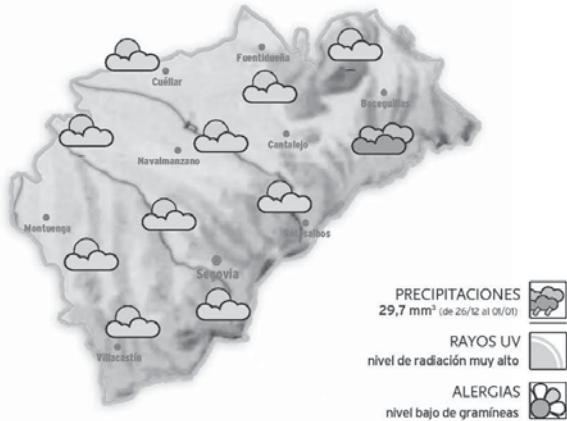 Fuentidueña
Cuéllar
Boceguillas
Cantalejo
Navalmanzano
Montuenga
Segovia
Villacastín
PRECIPITACIONES
29,7 mm³ (de 26/12 al 01/01)
RAYOS UV
nivel de radiación muy alto
ALERGIAS
nivel bajo de gramíneas